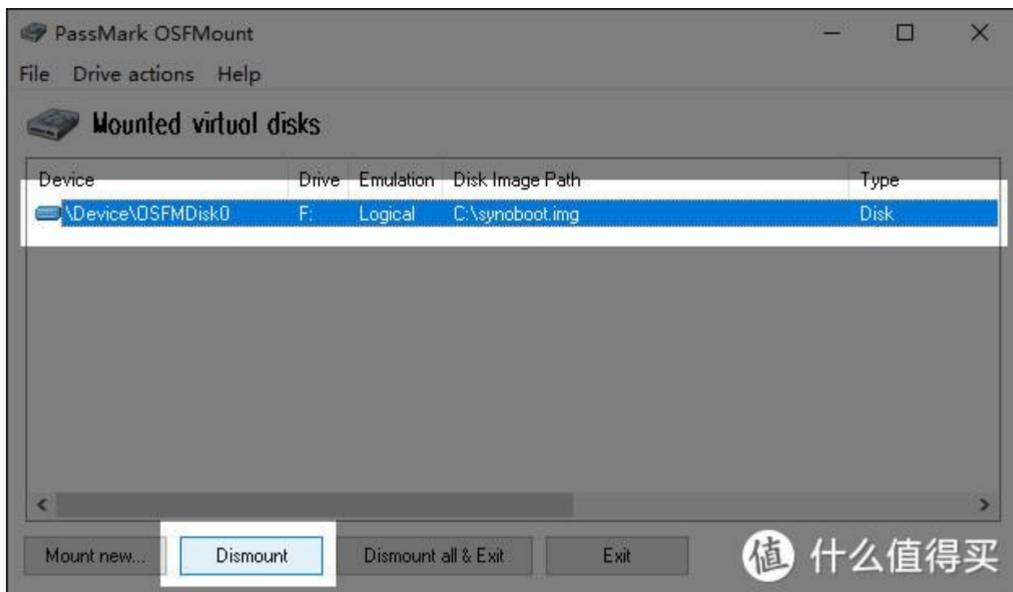 PassMark OSFMount
File Drive actions Help
Mounted virtual disks
Device Drive Emulation Disk Image Path Type
\Device\OSFMDisk0 F: Logical C:\synoboot.img Disk
Mount new... Dismount Dismount all & Exit Exit
值 什么值得买